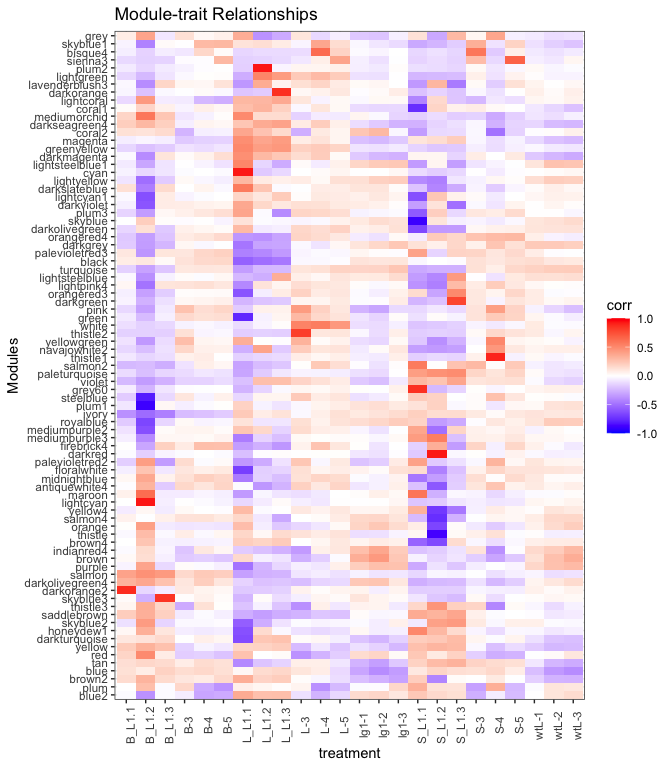 Module-trait Relationships
grey
skyblue1
bisque4
sienna3
plum2
lightgreen
lavenderblush3
darkorange
lightcoral
coral1
mediumorchid
darkseagreen4
coral2
magenta
greenyellow
darkmagenta
lightsteelblue1
cyan
lightyellow
darkslateblue
lightcyan1
darkviolet
plum3
skyblue
darkolivegreen
orangered4
darkgrey
palevioletred3
black
turquoise
lightsteelblue
lightpink4
orangered3
darkgreen
pink
green
white
thistle2
yellowgreen
navajowhite2
thistle1
salmon2
paleturquoise
violet
grey60
steelblue
plum1
ivory
royalblue
mediumpurple2
mediumpurple3
firebrick4
darkred
palevioletred2
floralwhite
midnightblue
antiquewhite4
maroon
lightcyan
yellow4
salmon4
orange
thistle
brown4
indianred4
brown
purple
salmon
darkolivegreen4
darkorange2
skyblue3
thistle3
saddlebrown
skyblue2
honeydew1
darkturquoise
yellow
red
tan
blue
brown2
plum
blue2
Modules
B_L1.1
B_L1.2
B_L1.3
B-3
B-4
B-5
L_L1.1
L_L1.2
L_L1.3
L-3
L-4
L-5
lg1-1
lg1-2
lg1-3
S_L1.1
S_L1.2
S_L1.3
S-3
S-4
S-5
wtL-1
wtL-2
wtL-3
treatment
corr
1.0
0.5
0.0
-0.5
-1.0